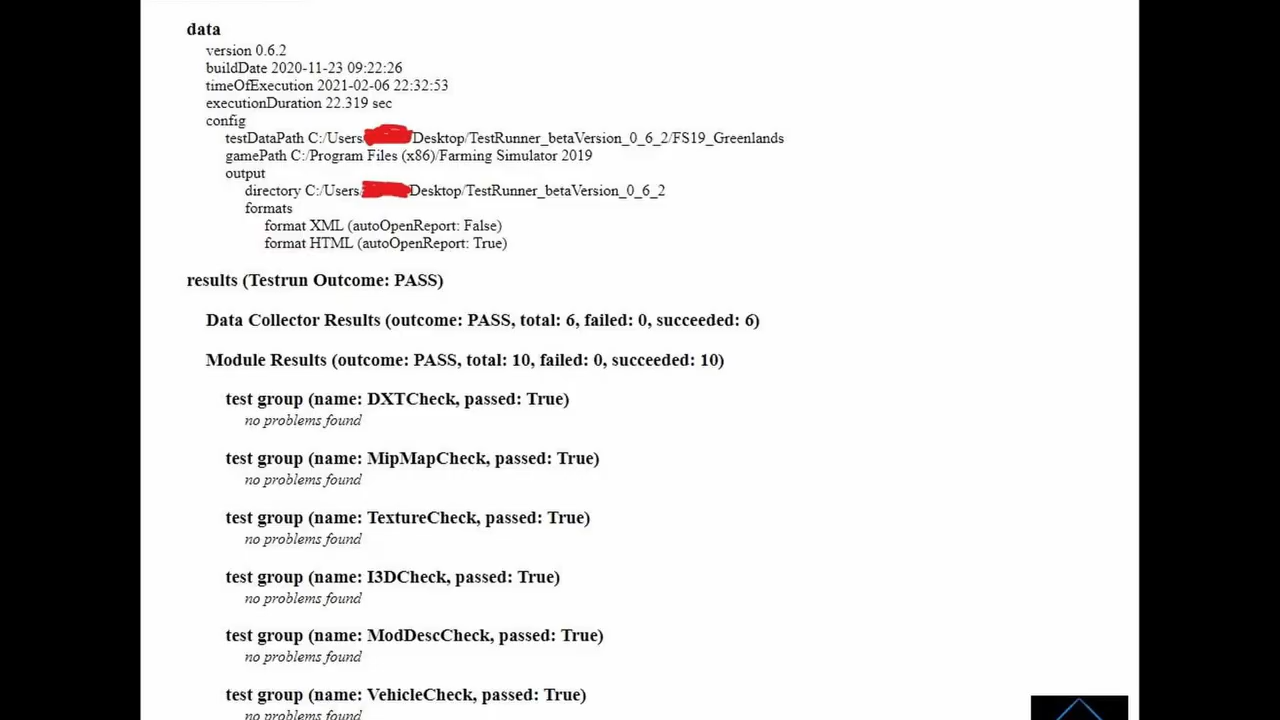 data
version 0.6.2
buildDate 2020-11-23 09:22:26
timeOfExecution 2021-02-06 22:32:53
executionDuration 22.319 sec
config
testDataPath C:/Users Desktop/TestRunner_betaVersion_0_6_2/FS19_Greenlands
gamePath C:/Program Files (x86)/Farming Simulator 2019
output
directory C:/Users/ Desktop/TestRunner_betaVersion_0_6_2
formats
format XML (autoOpenReport: False)
format HTML (autoOpenReport: True)
results (Testrun Outcome: PASS)
Data Collector Results (outcome: PASS, total: 6, failed: 0, succeeded: 6)
Module Results (outcome: PASS, total: 10, failed: 0, succeeded: 10)
test group (name: DXTCheck, passed: True)
no problems found
test group (name: MipMapCheck, passed: True)
no problems found
test group (name: TextureCheck, passed: True)
no problems found
test group (name: I3DCheck, passed: True)
no problems found
test group (name: ModDescCheck, passed: True)
no problems found
test group (name: VehicleCheck, passed: True)
no problems found